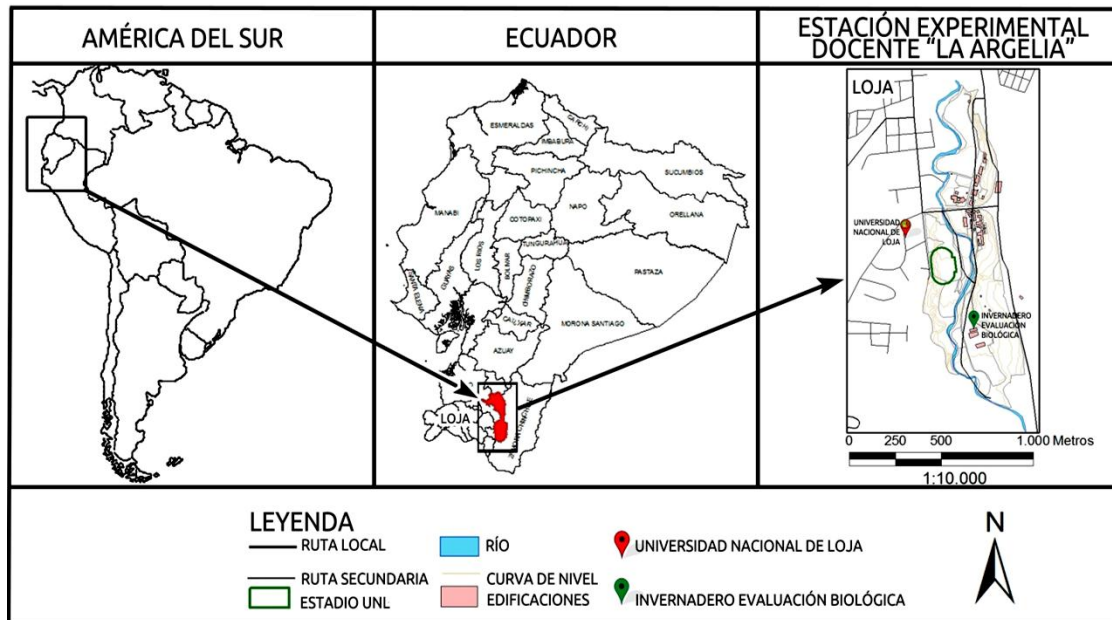 AMÉRICA DEL SUR
ECUADOR
ESTACIÓN EXPERIMENTAL
DOCENTE “LA ARGELIA”
ESMERALDAS
CARCHI
IMBABURA
PICHINCHA
SUCUMBIOS
MANABI
COTOPAXI
NAPO
ORELLANA
LOS RIOS
TUNGURAHUA
SANTA ELENA
GUAYAS
BOLIVAR
CHIMBORAZO
PASTAZA
CAÑAR
MORONA SANTIAGO
AZUAY
LOJA
LOJA
UNIVERSIDAD
NACIONAL DE
LOJA
INVERNADERO
EVALUACIÓN
BIOLÓGICA
0 250 500 1.000 Metros
1:10.000
LEYENDA
RUTA LOCAL
RUTA SECUNDARIA
ESTADIO UNL
RÍO
CURVA DE NIVEL
EDIFICACIONES
UNIVERSIDAD NACIONAL DE LOJA
INVERNADERO EVALUACIÓN BIOLÓGICA
N